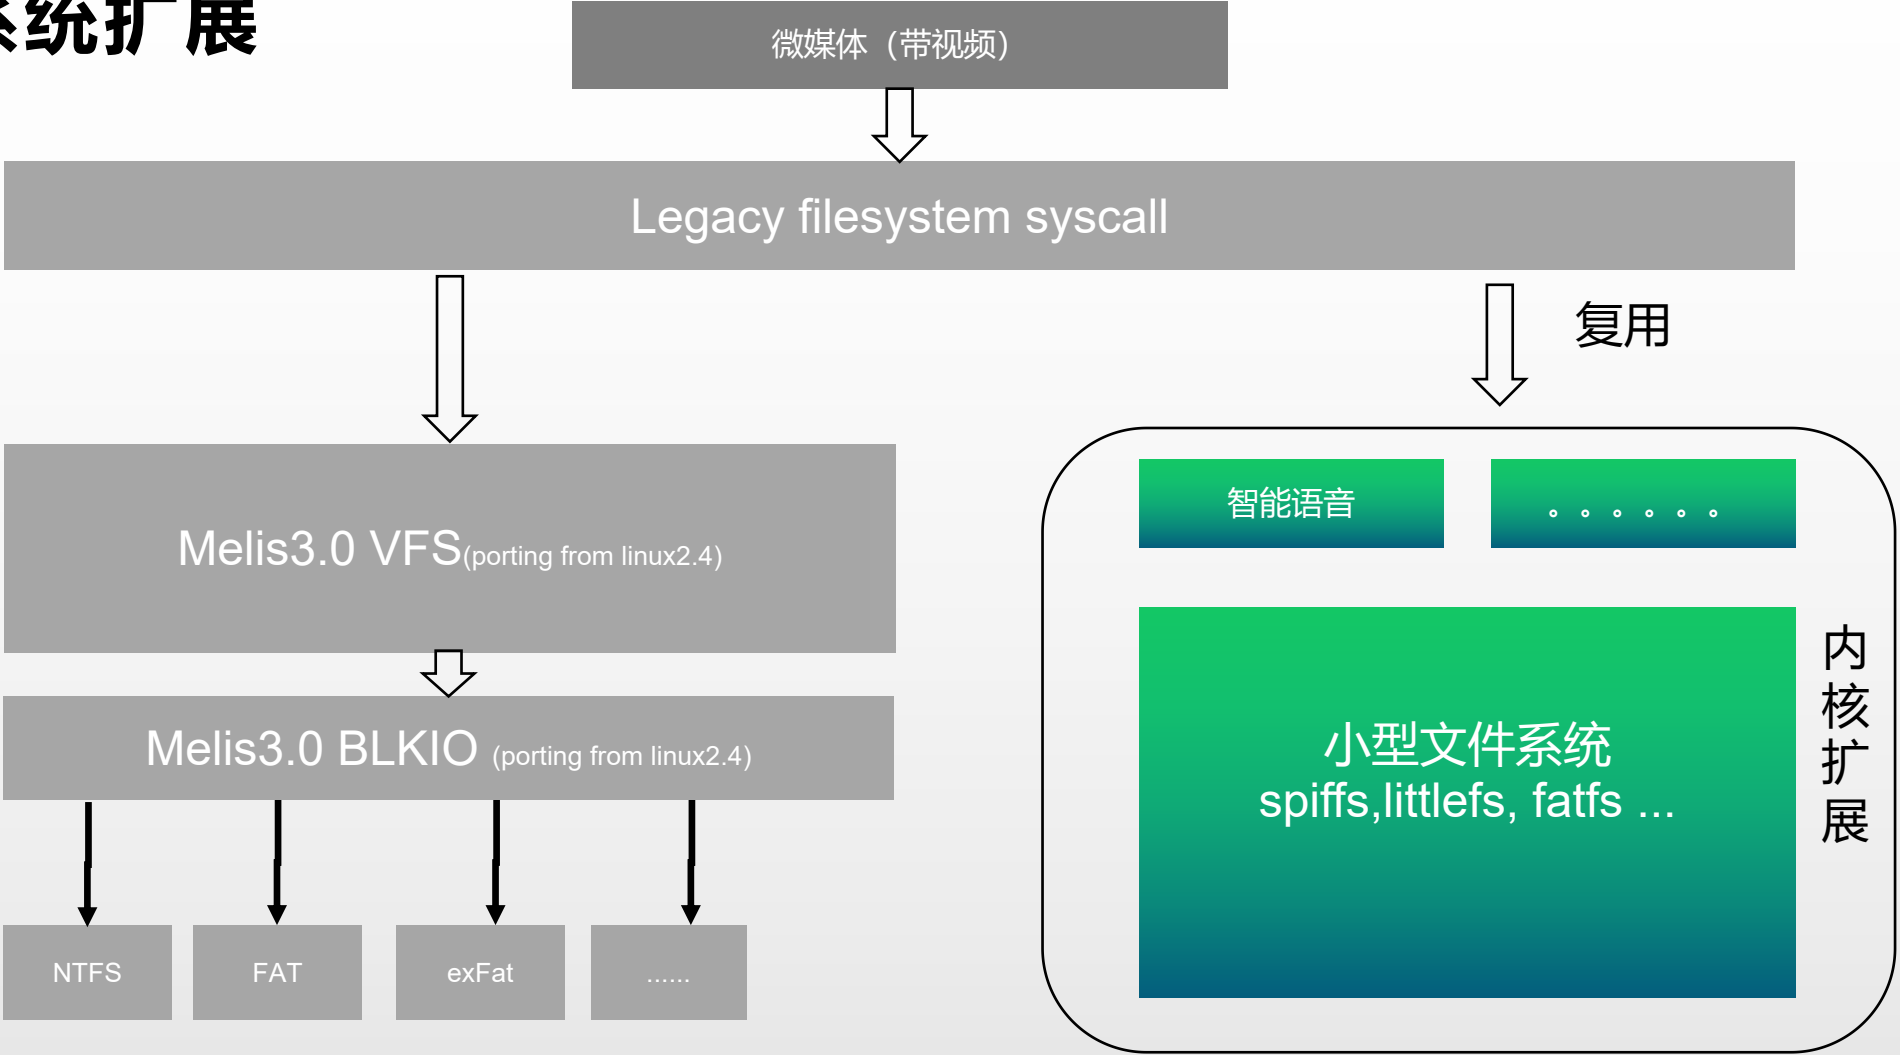 系统扩展
微媒体（带视频）
Legacy filesystem syscall
复用
Melis3.0 VFS(porting from linux2.4)
Melis3.0 BLKIO (porting from linux2.4)
NTFS
FAT
exFat
......
智能语音
。。。。。。
小型文件系统
spiffs,littlefs, fatfs ...
内
核
扩
展